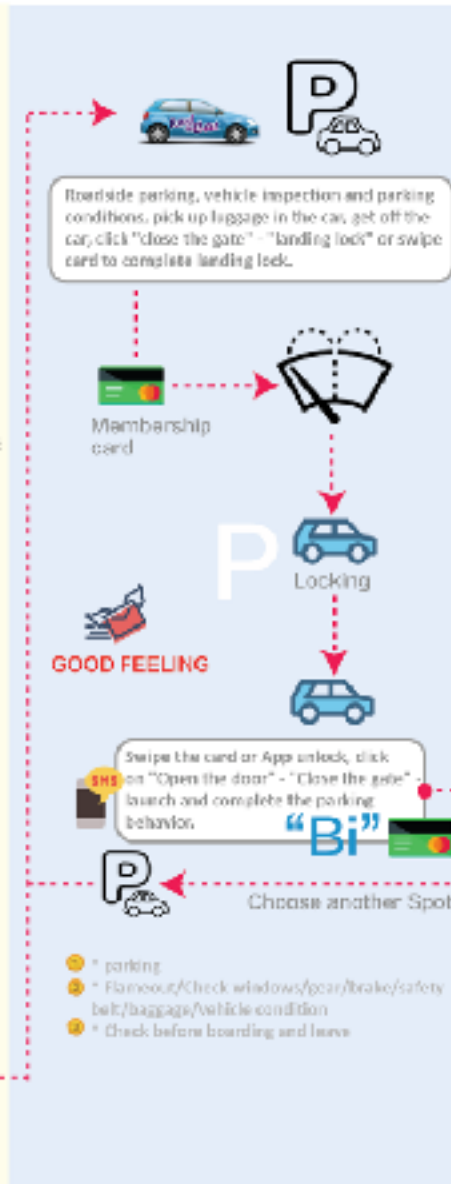 P
Roadside parking, vehicle inspection and parking
conditions, pick up luggage in the car, get off the
car, click "close the gate" - "landing lock" or swipe
card to complete landing lock.
Membership
card
P
Locking
GOOD FEELING
Swipe the card or App unlock, click
SMS
on "Open the door" - "Close the gate" -
launch and complete the parking
behavior.
“Bi”
P
Choose another Spot
* parking
* Flameout/Check windows/gear/brake/safety
belt/baggage/vehicle condition
* Check before boarding and leave